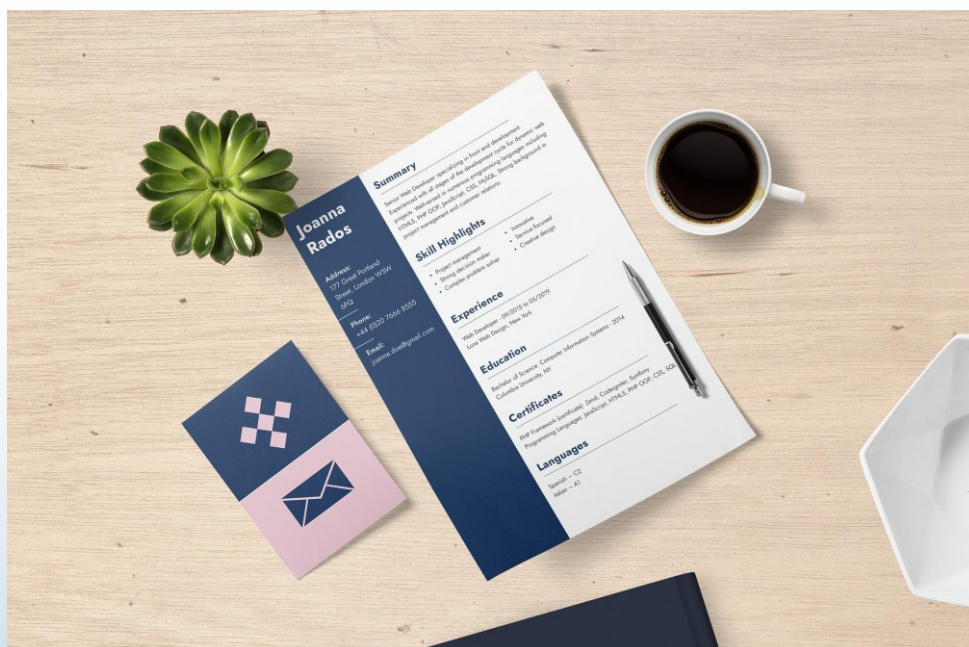 Joanna
Rados
Address:
177 Great Portland
Street, London W5W
6PQ
Phone:
+44 (0)20 7666 8555
Email:
joanna.doe@gmail.com
Summary
Senior Web Developer specializing in front end development.
Experienced with all stages of the development cycle for dynamic web
projects. Well-versed in numerous programming languages including
HTML5, PHP OOP, JavaScript, CSS, MySQL. Strong background in
project management and customer relations.
Skill Highlights
• Project management
• Strong decision maker
• Complex problem solver
• Innovative
• Service focused
• Creative design
Experience
Web Developer - 09/2015 to 05/2019
Luna Web Design, New York
Education
Bachelor of Science: Computer Information Systems - 2014
Columbia University, NY
Certificates
PHP Framework (certificate): Zend, Codeigniter, Symfony
Programming Languages: JavaScript, HTML5, PHP OOP, CSS, SQL
Languages
Spanish – C2
Italian – A1